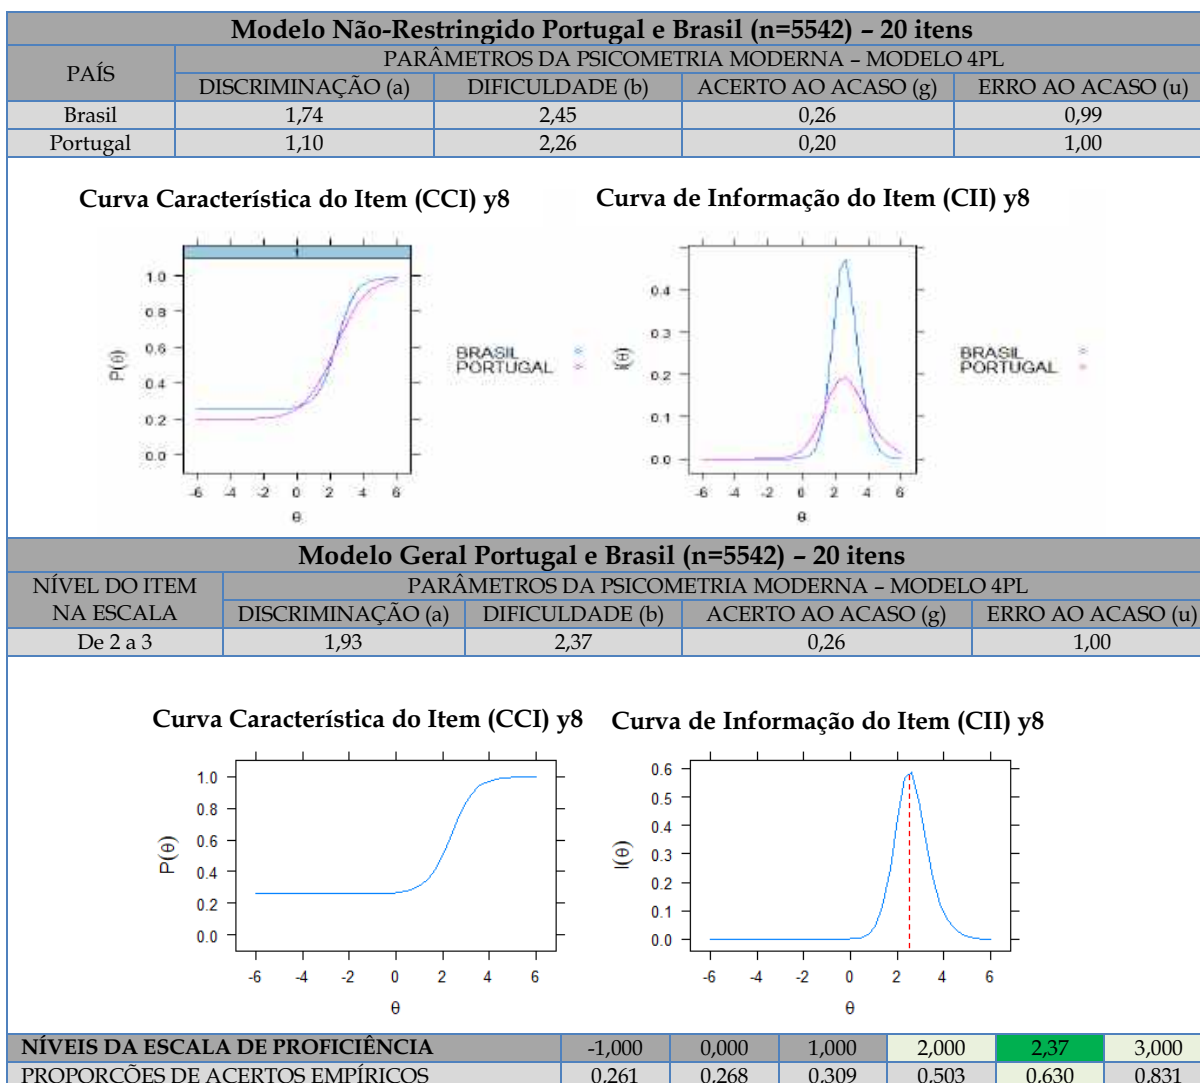 Modelo Não-Restringido Portugal e Brasil (n=5542) – 20 itens
PAÍS
PARÂMETROS DA PSICOMETRIA MODERNA – MODELO 4PL
DISCRIMINAÇÃO (a) DIFICULDADE (b) ACERTO AO ACASO (g) ERRO AO ACASO (u)
Brasil 1,74 2,45 0,26 0,99
Portugal 1,10 2,26 0,20 1,00
Curva Característica do Item (CCI) y8
1
1.0
0.8
0.6
0.4
0.2
0.0
P(θ)
-6 -4 -2 0 2 4 6
θ
BRASIL
PORTUGAL
Curva de Informação do Item (CII) y8
0.4
0.3
0.2
0.1
0.0
I(θ)
-6 -4 -2 0 2 4 6
θ
BRASIL
PORTUGAL
Modelo Geral Portugal e Brasil (n=5542) – 20 itens
NÍVEL DO ITEM
NA ESCALA
PARÂMETROS DA PSICOMETRIA MODERNA – MODELO 4PL
DISCRIMINAÇÃO (a) DIFICULDADE (b) ACERTO AO ACASO (g) ERRO AO ACASO (u)
De 2 a 3 1,93 2,37 0,26 1,00
Curva Característica do Item (CCI) y8
1.0
0.8
0.6
0.4
0.2
0.0
P(θ)
-6 -4 -2 0 2 4 6
θ
Curva de Informação do Item (CII) y8
0.6
0.5
0.4
0.3
0.2
0.1
0.0
I(θ)
-6 -4 -2 0 2 4 6
θ
NÍVEIS DA ESCALA DE PROFICIÊNCIA -1,000 0,000 1,000 2,000 2,37 3,000
PROPORÇÕES DE ACERTOS EMPÍRICOS 0,261 0,268 0,309 0,503 0,630 0,831